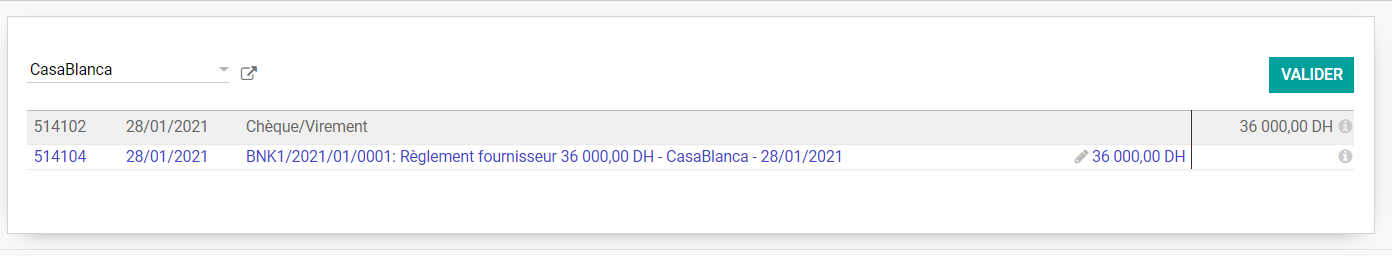 CasaBlanca
VALIDER
514102 28/01/2021 Chèque/Virement 36 000,00 DH
514104 28/01/2021 BNK1/2021/01/0001: Règlement fournisseur 36 000,00 DH - CasaBlanca - 28/01/2021 36 000,00 DH